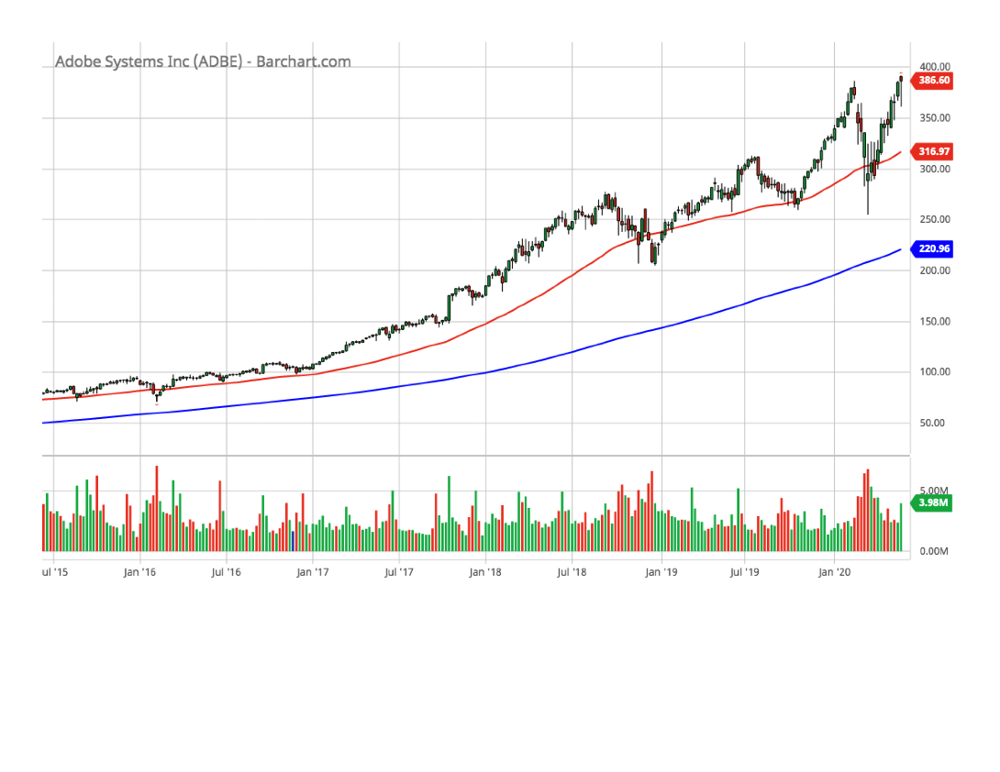 Adobe Systems Inc (ADBE) - Barchart.com
400.00
386.60
350.00
316.97
300.00
250.00
220.96
200.00
150.00
100.00
50.00
5.00M
3.98M
0.00M
ul '15 Jan '16 Jul '16 Jan '17 Jul '17 Jan '18 Jul '18 Jan '19 Jul '19 Jan '20